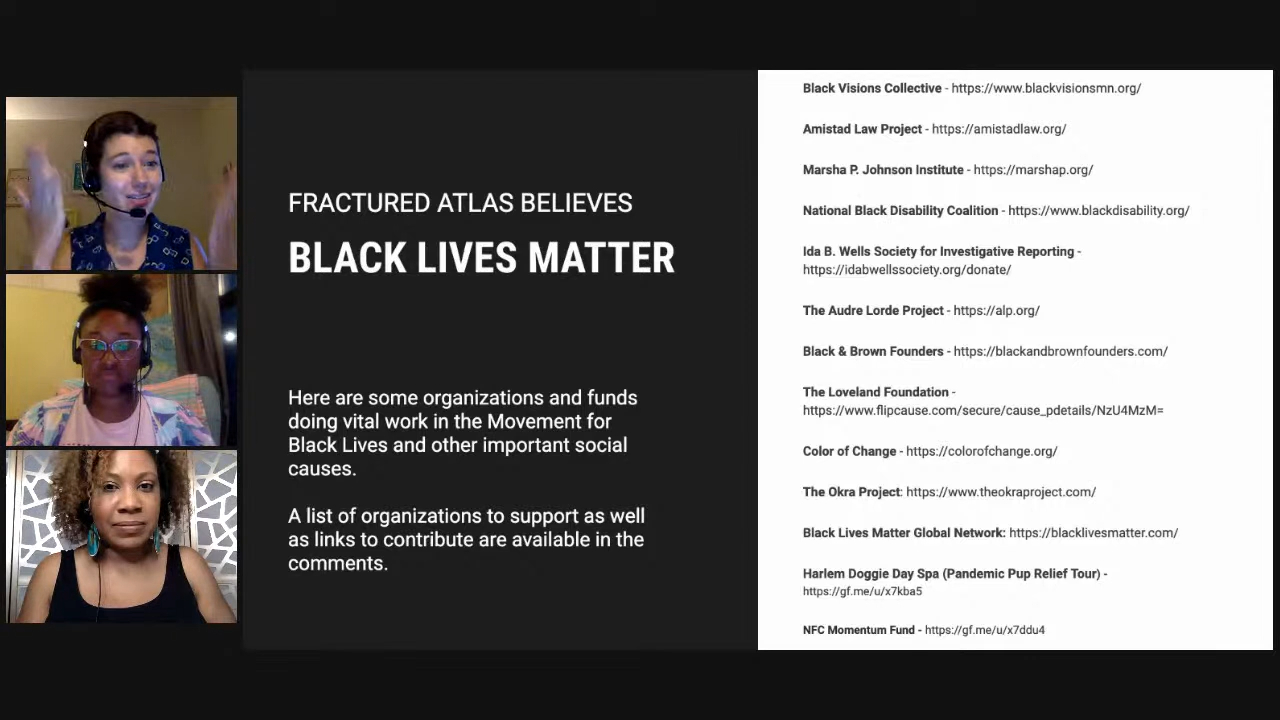 FRACTURED ATLAS BELIEVES
BLACK LIVES MATTER
Here are some organizations and funds
doing vital work in the Movement for
Black Lives and other important social
causes.
A list of organizations to support as well
as links to contribute are available in the
comments.
Black Visions Collective - https://www.blackvisionsmn.org/
Amistad Law Project - https://amistadlaw.org/
Marsha P. Johnson Institute - https://marshap.org/
National Black Disability Coalition - https://www.blackdisability.org/
Ida B. Wells Society for Investigative Reporting -
https://idabwellssociety.org/donate/
The Audre Lorde Project - https://alp.org/
Black & Brown Founders - https://blackandbrownfounders.com/
The Loveland Foundation -
https://www.flipcause.com/secure/cause_pdetails/NzU4MzM=
Color of Change - https://colorofchange.org/
The Okra Project: https://www.theokraproject.com/
Black Lives Matter Global Network: https://blacklivesmatter.com/
Harlem Doggie Day Spa (Pandemic Pup Relief Tour) -
https://gf.me/u/x7kba5
NFC Momentum Fund - https://gf.me/u/x7ddu4